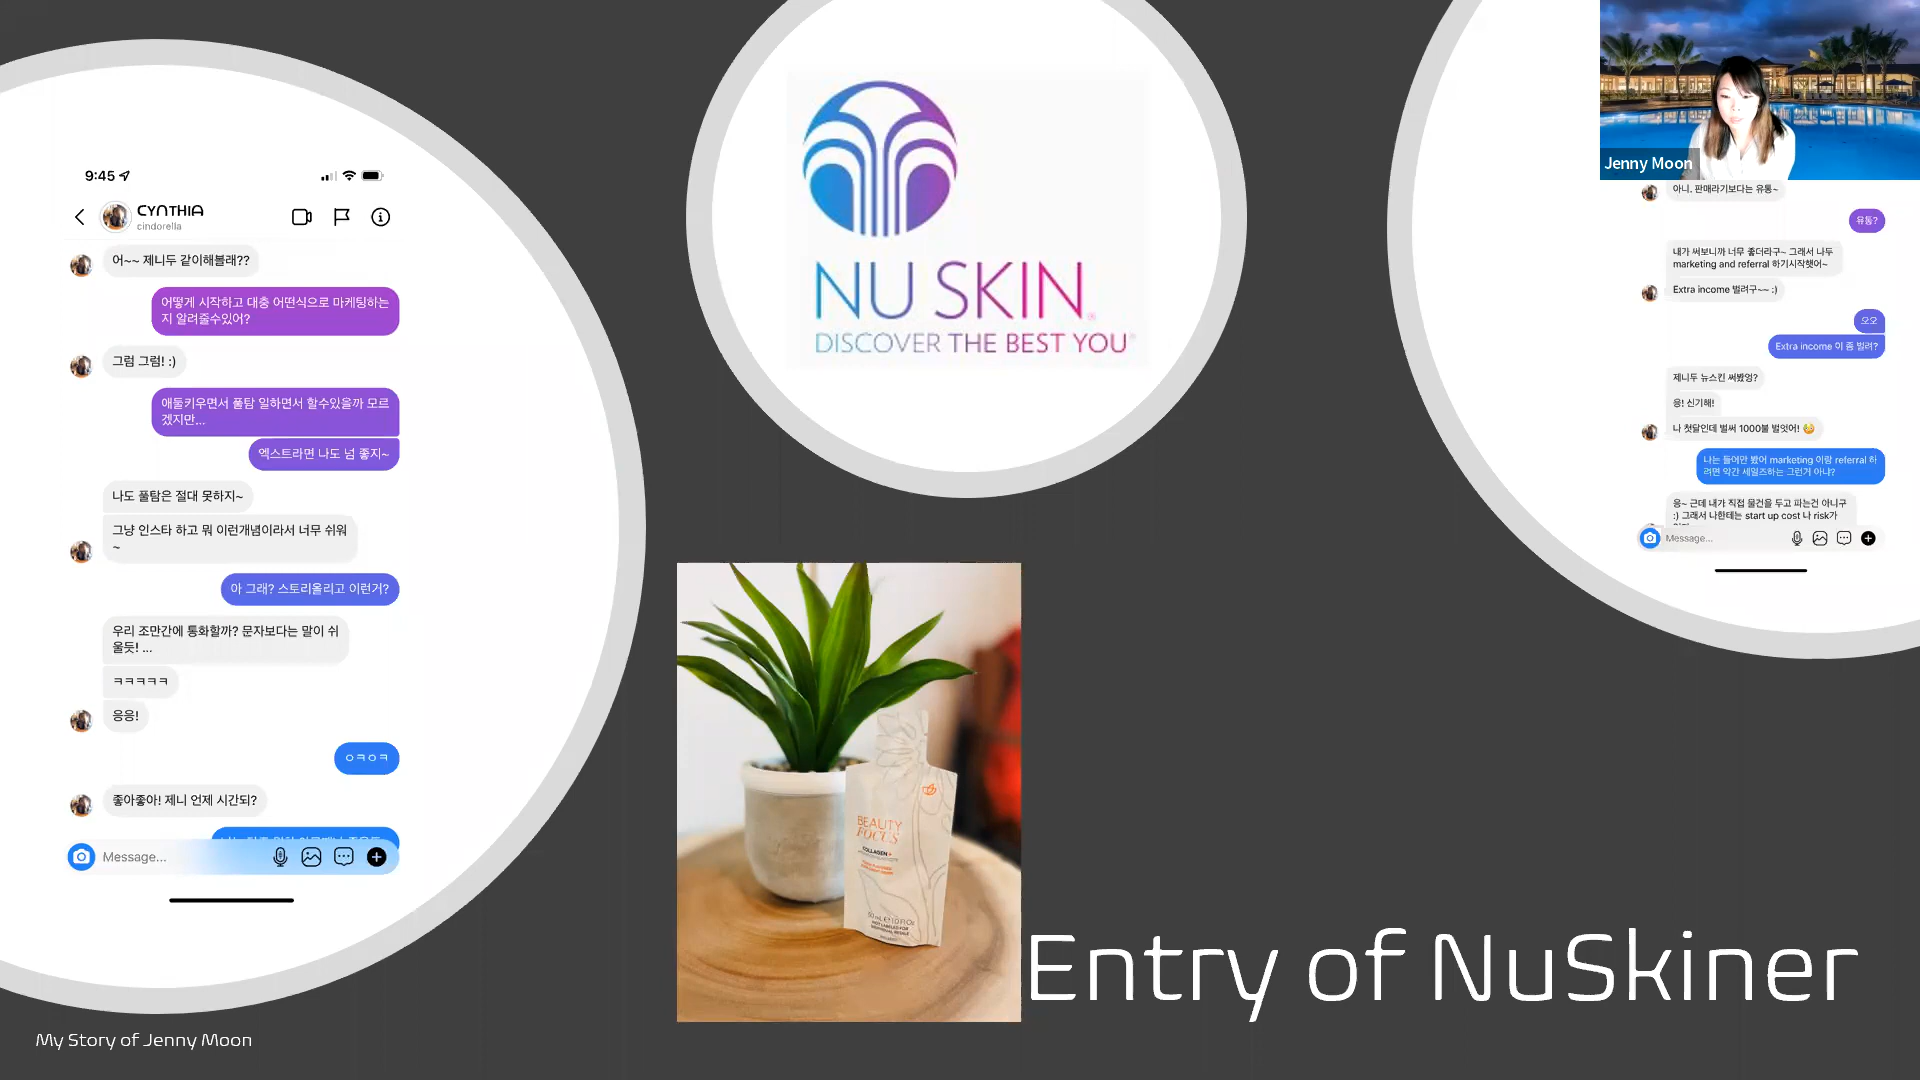 9:45
CYNTHIA
cindorella
어~~ 제니두 같이해볼래??
어떻게 시작하고 대충 어떤식으로 마케팅하는
지 알려줄수있어?
그럼 그럼! :)
애둘키우면서 풀탐 일하면서 할수있을까 모르
겠지만...
엑스트라면 나도 넘 좋지~
나도 풀탐은 절대 못하지~
그냥 인스타 하고 뭐 이런개념이라서 너무 쉬워
~
아 그래? 스토리올리고 이런거?
우리 조만간에 통화할까? 문자보다는 말이 쉬
울듯! ...
ㅋㅋㅋㅋㅋ
응응!
ㅇㅋㅇㅋ
좋아좋아! 제니 언제 시간되?
Message...
NU SKIN®
DISCOVER THE BEST YOU®
BEAUTY
FOCUS
COLLAGEN +
Jenny Moon
아니. 판매라기보다는 유통~
유통?
내가 써보니까 너무 좋더라구~ 그래서 나두
marketing and referral 하기시작햇어~
Extra income 벌려구~~ :)
오오
Extra income 이 좀 벌려?
제니두 뉴스킨 써봤엉?
응! 신기해!
나 첫달인데 벌써 1000불 벌잇어! 😳
나는 들어만 봤어 marketing 이랑 referral 하
려면 약간 세일즈하는 그런거 아냐?
응~ 근데 내가 직접 물건을 두고 파는건 아니구
:) 그래서 나한테는 start up cost 나 risk가
Message...
Entry of NuSkiner
My Story of Jenny Moon